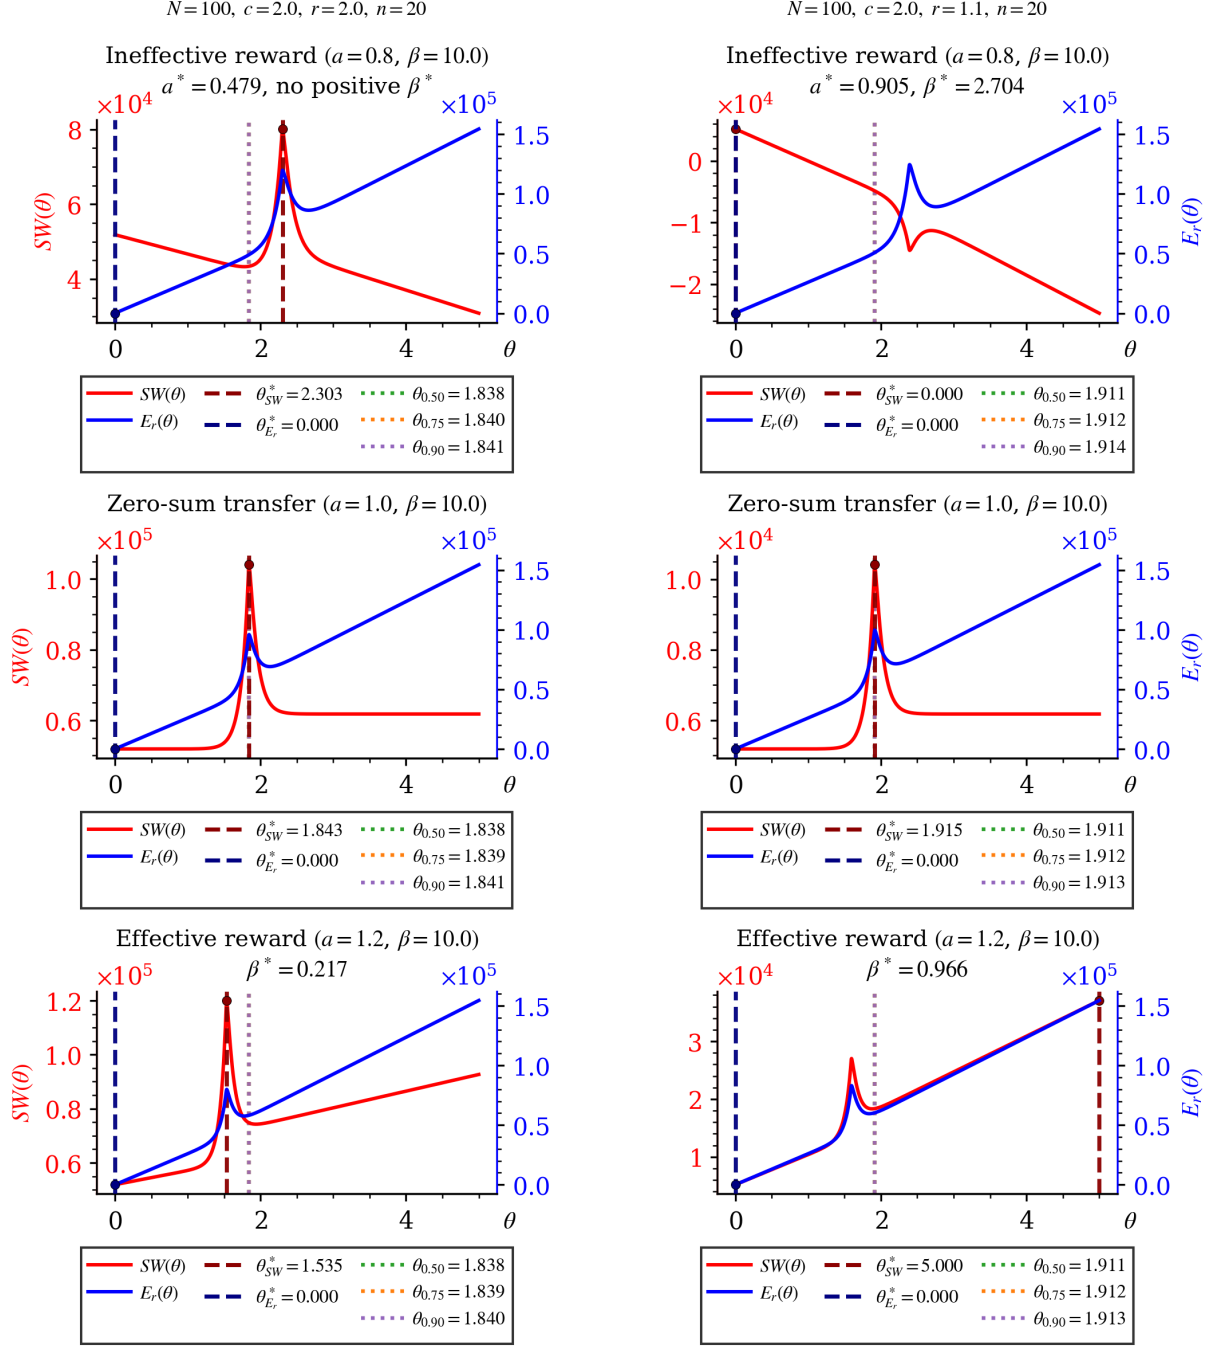 N=100, c=2.0, r=2.0, n=20
N=100, c=2.0, r=1.1, n=20
Ineffective reward (a=0.8, β=10.0)
a*=0.479, no positive β*
×10⁴
×10⁵
SW(θ)
8
6
4
1.5
1.0
0.5
0.0
0 2 4 θ
SW(θ)
E_r(θ)
θ*_SW=2.303
θ*_{E_r}=0.000
θ_0.50=1.838
θ_0.75=1.840
θ_0.90=1.841
Ineffective reward (a=0.8, β=10.0)
a*=0.905, β*=2.704
×10⁴
×10⁵
0
−1
−2
1.5
1.0
0.5
0.0
E_r(θ)
0 2 4 θ
SW(θ)
E_r(θ)
θ*_SW=0.000
θ*_{E_r}=0.000
θ_0.50=1.911
θ_0.75=1.912
θ_0.90=1.914
Zero-sum transfer (a=1.0, β=10.0)
×10⁵
×10⁵
SW(θ)
1.0
0.8
0.6
1.5
1.0
0.5
0.0
0 2 4 θ
SW(θ)
E_r(θ)
θ*_SW=1.843
θ*_{E_r}=0.000
θ_0.50=1.838
θ_0.75=1.839
θ_0.90=1.841
Zero-sum transfer (a=1.0, β=10.0)
×10⁴
×10⁵
1.0
0.8
0.6
1.5
1.0
0.5
0.0
E_r(θ)
0 2 4 θ
SW(θ)
E_r(θ)
θ*_SW=1.915
θ*_{E_r}=0.000
θ_0.50=1.911
θ_0.75=1.912
θ_0.90=1.913
Effective reward (a=1.2, β=10.0)
β*=0.217
×10⁵
×10⁵
SW(θ)
1.2
1.0
0.8
0.6
1.5
1.0
0.5
0.0
0 2 4 θ
SW(θ)
E_r(θ)
θ*_SW=1.535
θ*_{E_r}=0.000
θ_0.50=1.838
θ_0.75=1.839
θ_0.90=1.840
Effective reward (a=1.2, β=10.0)
β*=0.966
×10⁴
×10⁵
3
2
1
1.5
1.0
0.5
0.0
E_r(θ)
0 2 4 θ
SW(θ)
E_r(θ)
θ*_SW=5.000
θ*_{E_r}=0.000
θ_0.50=1.911
θ_0.75=1.912
θ_0.90=1.913